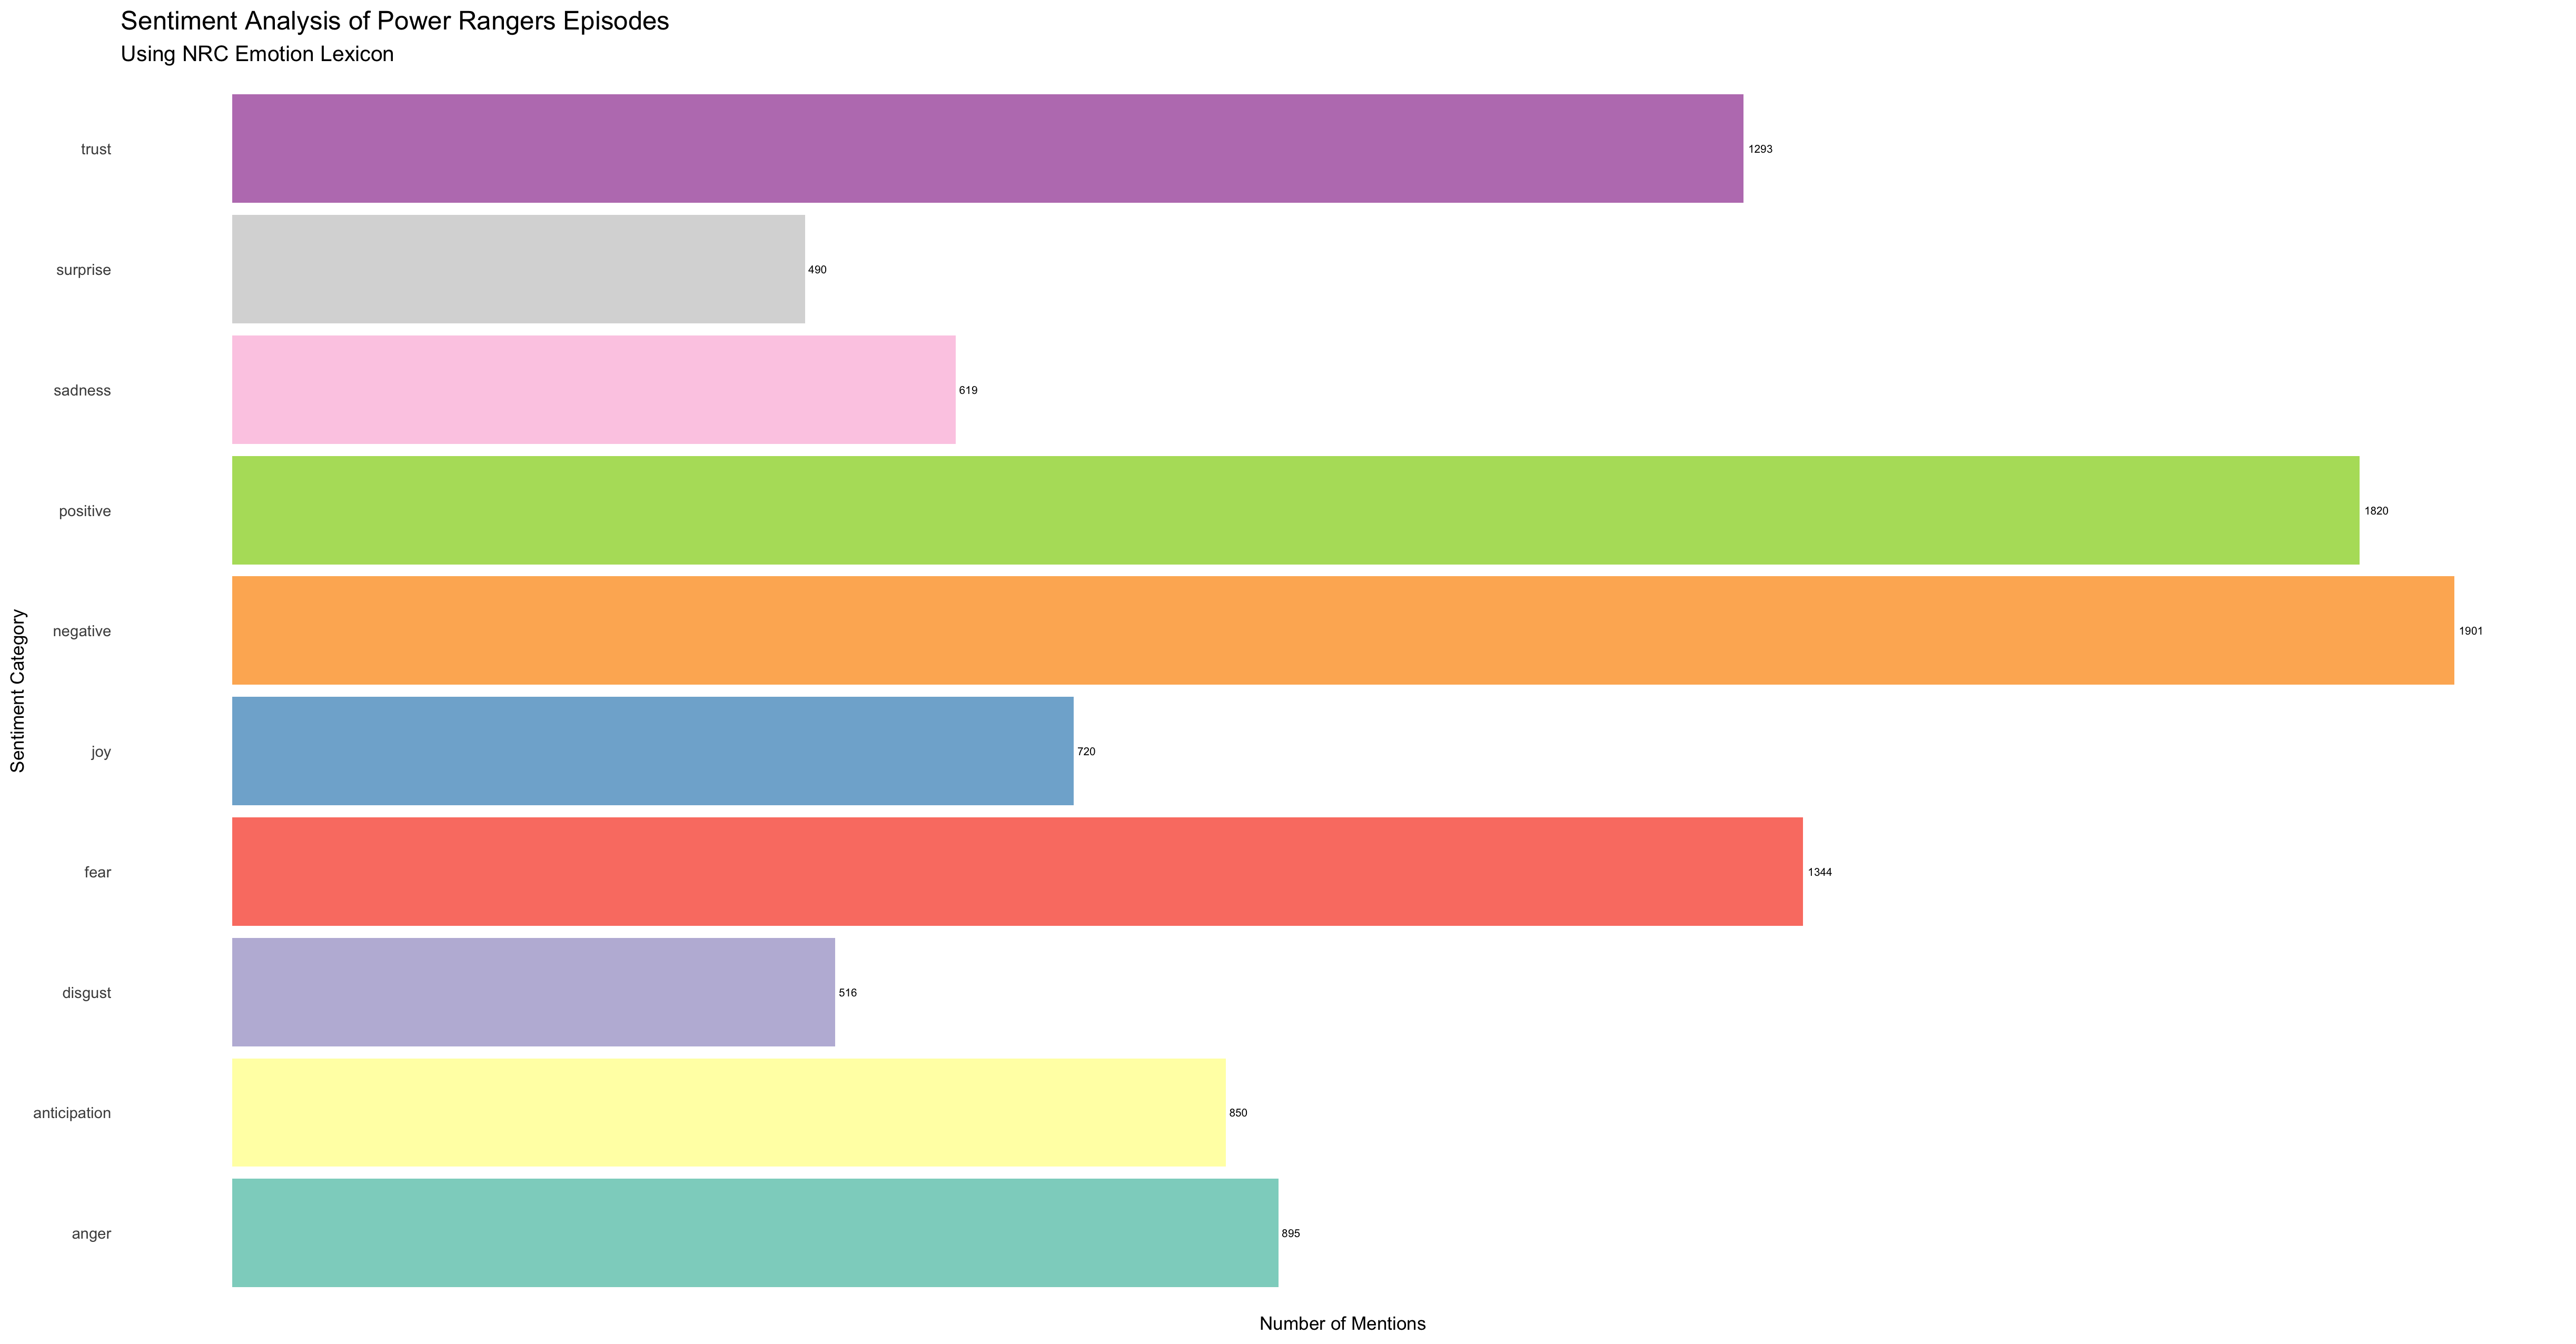 Sentiment Analysis of Power Rangers Episodes
Using NRC Emotion Lexicon
trust
1293
surprise
490
sadness
619
positive
1820
negative
1901
joy
720
fear
1344
disgust
516
anticipation
850
anger
895
Sentiment Category
Number of Mentions